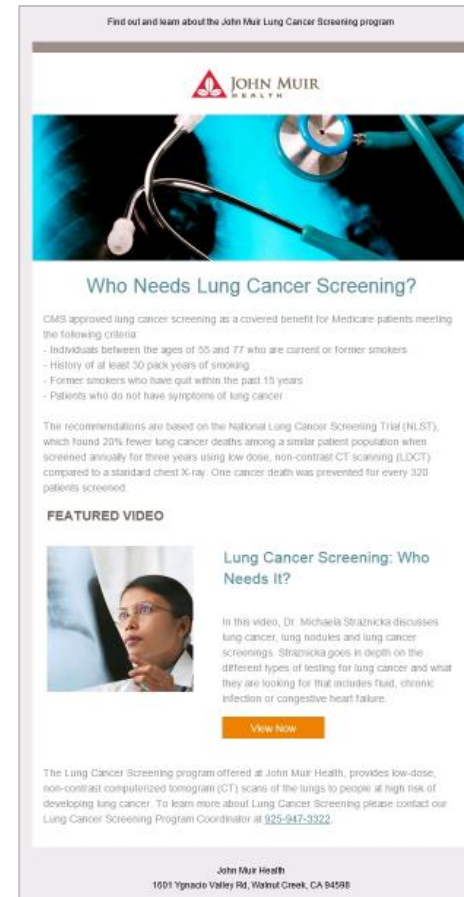 Find out and learn about the John Muir Lung Cancer Screening program
JOHN MUIR
HEALTH
Who Needs Lung Cancer Screening?
CMS approved lung cancer screening as a covered benefit for Medicare patients meeting
the following criteria:
- Individuals between the ages of 55 and 77 who are current or former smokers
- History of at least 30 pack years of smoking
- Former smokers who have quit within the past 15 years
- Patients who do not have symptoms of lung cancer
The recommendations are based on the National Lung Cancer Screening Trial (NLST),
which found 20% fewer lung cancer deaths among a similar patient population when
screened annually for three years using low dose, non-contrast CT scanning (LDCT)
compared to a standard chest X-ray. One cancer death was prevented for every 320
patients screened.
FEATURED VIDEO
Lung Cancer Screening: Who
Needs It?
In this video, Dr. Michaela Straznicka discusses
lung cancer, lung nodules and lung cancer
screenings. Straznicka goes in depth on the
different types of testing for lung cancer and what
they are looking for that includes fluid, chronic
infection or congestive heart failure.
View Now
The Lung Cancer Screening program offered at John Muir Health, provides low-dose,
non-contrast computerized tomogram (CT) scans of the lungs to people at high risk of
developing lung cancer. To learn more about Lung Cancer Screening please contact our
Lung Cancer Screening Program Coordinator at 925-947-3322.
John Muir Health
1601 Ygnacio Valley Rd, Walnut Creek, CA 94598